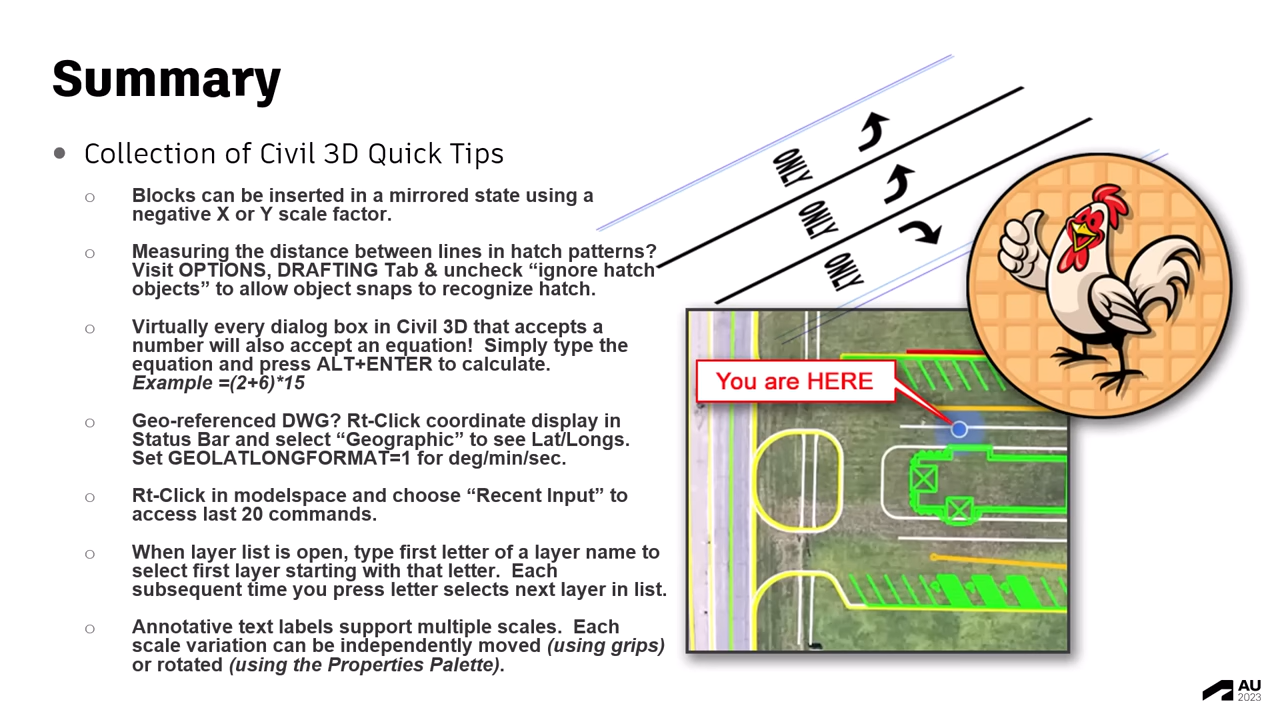 Summary
• Collection of Civil 3D Quick Tips
o Blocks can be inserted in a mirrored state using a
negative X or Y scale factor.
o Measuring the distance between lines in hatch patterns?
Visit OPTIONS, DRAFTING Tab & uncheck “ignore hatch
objects” to allow object snaps to recognize hatch.
o Virtually every dialog box in Civil 3D that accepts a
number will also accept an equation!  Simply type the
equation and press ALT+ENTER to calculate.
Example =(2+6)*15
o Geo-referenced DWG? Rt-Click coordinate display in
Status Bar and select “Geographic” to see Lat/Longs.
Set GEOLATLONGFORMAT=1 for deg/min/sec.
o Rt-Click in modelspace and choose “Recent Input” to
access last 20 commands.
o When layer list is open, type first letter of a layer name to
select first layer starting with that letter.  Each
subsequent time you press letter selects next layer in list.
o Annotative text labels support multiple scales.  Each
scale variation can be independently moved (using grips)
or rotated (using the Properties Palette).
ONLY
ONLY
ONLY
You are HERE
AU
2023